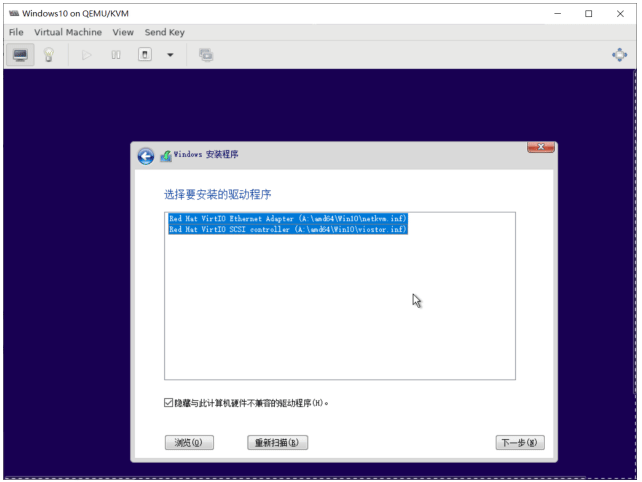 Windows10 on QEMU/KVM
File Virtual Machine View Send Key
Windows 安装程序
选择要安装的驱动程序
Red Hat VirtIO Ethernet Adapter (A:\amd64\Win10\netkvm.inf)
Red Hat VirtIO SCSI controller (A:\amd64\Win10\viostor.inf)
隐藏与此计算机硬件不兼容的驱动程序(H)。
浏览(O) 重新扫描(R) 下一步(N)